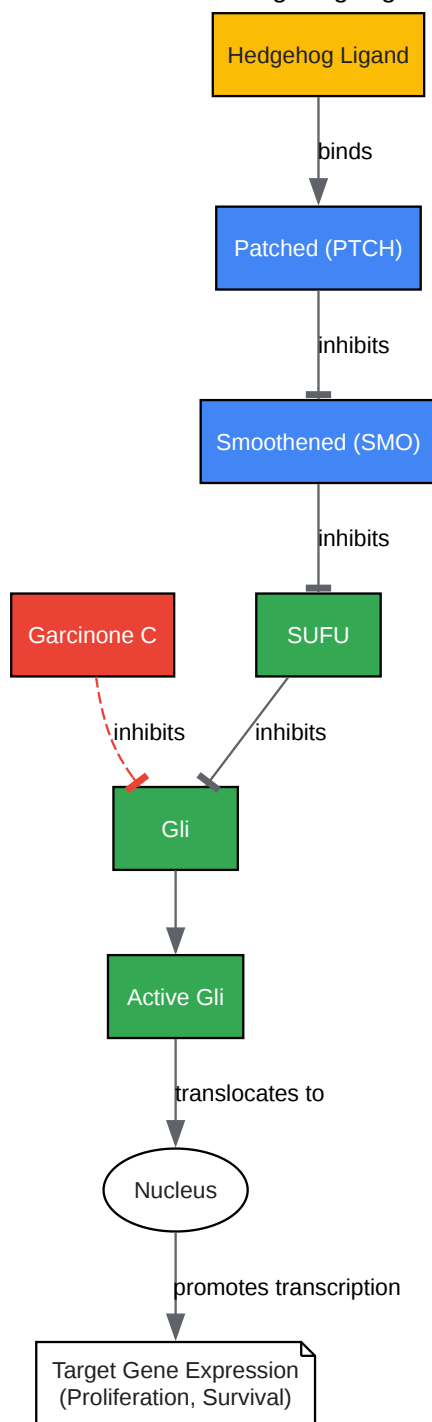 Hedgehog Ligand
binds
Patched (PTCH)
inhibits
Smoothened (SMO)
inhibits
Garcinone C
SUFU
inhibits
inhibits
Gli
Active Gli
translocates to
Nucleus
promotes transcription
Target Gene Expression
(Proliferation, Survival)